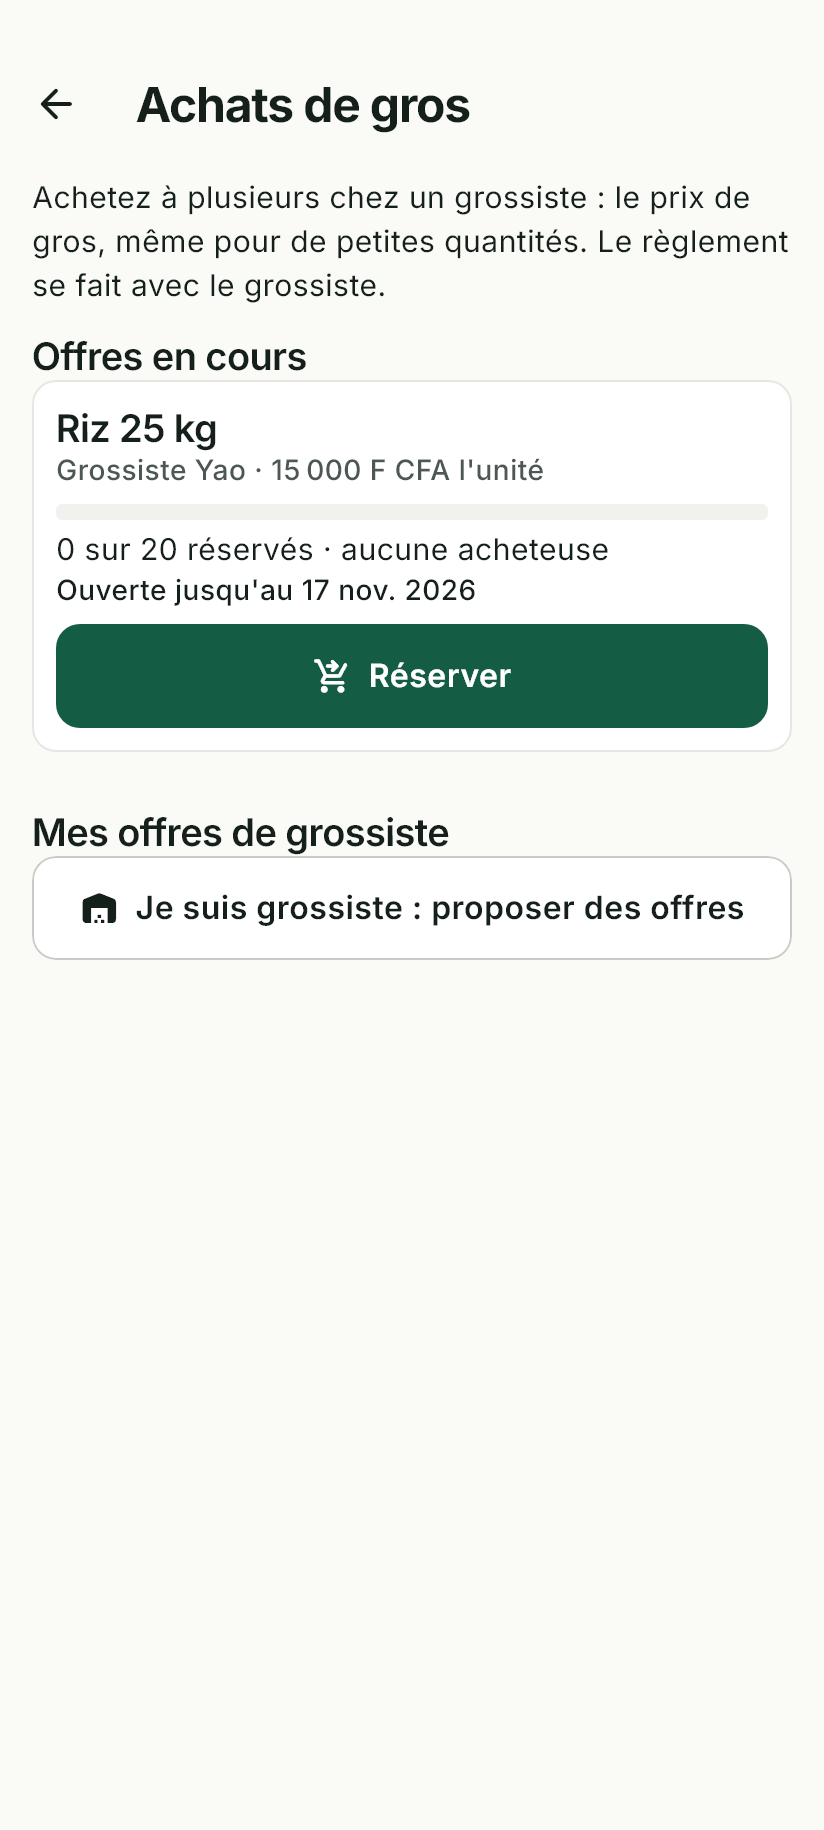 Achats de gros
Achetez à plusieurs chez un grossiste : le prix de
gros, même pour de petites quantités. Le règlement
se fait avec le grossiste.
Offres en cours
Riz 25 kg
Grossiste Yao · 15 000 F CFA l'unité
0 sur 20 réservés · aucune acheteuse
Ouverte jusqu'au 17 nov. 2026
Réserver
Mes offres de grossiste
Je suis grossiste : proposer des offres